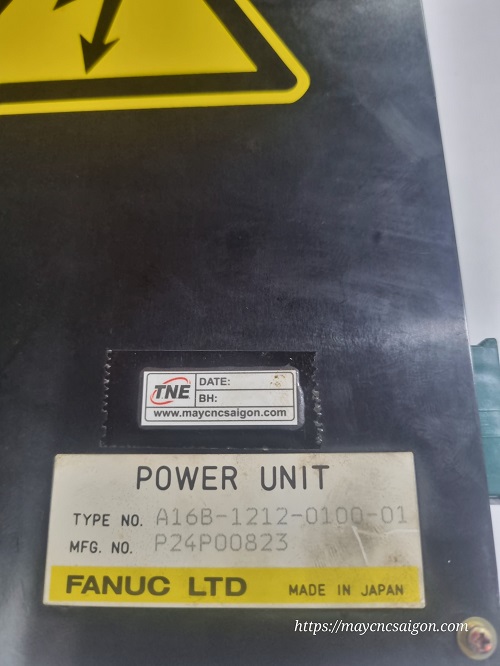 TNE
DATE:
BH:
www.maycncsaigon.com
POWER UNIT
TYPE NO. A16B-1212-0100-01
MFG. NO. P24P00823
FANUC LTD MADE IN JAPAN
https://maycncsaigon.com